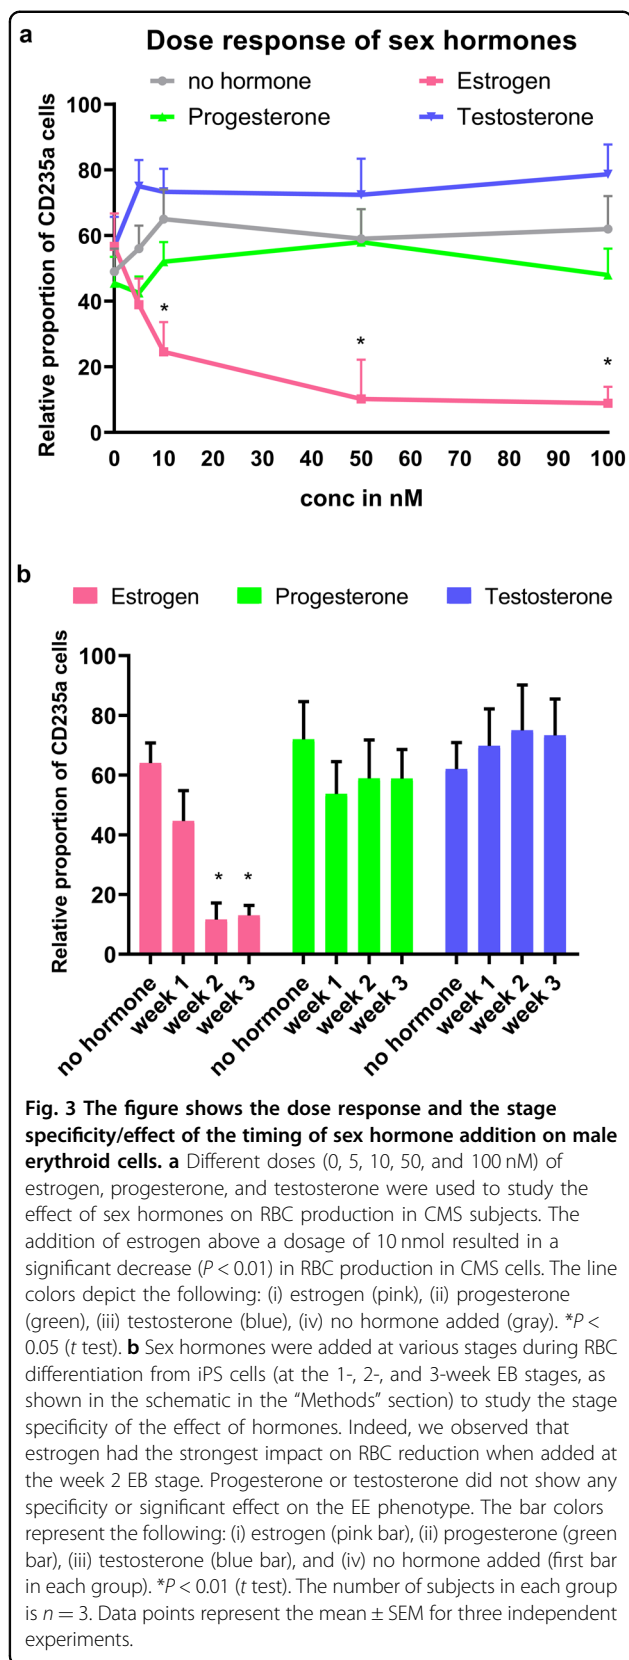 a
Dose response of sex hormones
no hormone
Estrogen
Progesterone
Testosterone
Relative proportion of CD235a cells
100
80
60
40
20
0
0 10 20 30 40 50 60 70 80 90 100
* * *
conc in nM
b
Estrogen Progesterone Testosterone
Relative proportion of CD235a cells
100
80
60
40
20
0
* *
no hormone week 1 week 2 week 3 no hormone week 1 week 2 week 3 no hormone week 1 week 2 week 3
Fig. 3 The figure shows the dose response and the stage
specificity/effect of the timing of sex hormone addition on male
erythroid cells. a Different doses (0, 5, 10, 50, and 100 nM) of
estrogen, progesterone, and testosterone were used to study the
effect of sex hormones on RBC production in CMS subjects. The
addition of estrogen above a dosage of 10 nmol resulted in a
significant decrease (P < 0.01) in RBC production in CMS cells. The line
colors depict the following: (i) estrogen (pink), (ii) progesterone
(green), (iii) testosterone (blue), (iv) no hormone added (gray). *P <
0.05 (t test). b Sex hormones were added at various stages during RBC
differentiation from iPS cells (at the 1-, 2-, and 3-week EB stages, as
shown in the schematic in the “Methods” section) to study the stage
specificity of the effect of hormones. Indeed, we observed that
estrogen had the strongest impact on RBC reduction when added at
the week 2 EB stage. Progesterone or testosterone did not show any
specificity or significant effect on the EE phenotype. The bar colors
represent the following: (i) estrogen (pink bar), (ii) progesterone (green
bar), (iii) testosterone (blue bar), and (iv) no hormone added (first bar
in each group). *P < 0.01 (t test). The number of subjects in each group
is n = 3. Data points represent the mean ± SEM for three independent
experiments.